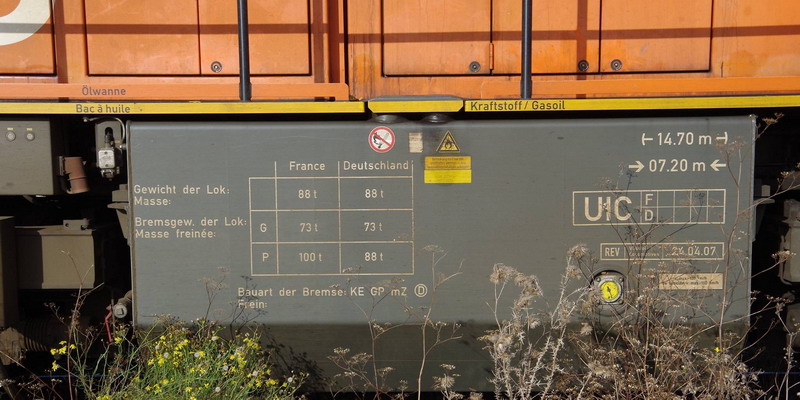 Ölwanne
Bac à huile
Kraftstoff / Gasoil
14.70 m
07.20 m
France Deutschland
Gewicht der Lok: 88 t 88 t
Masse:
Bremsgew. der Lok: G 73 t 73 t
Masse freinée:
P 100 t 88 t
Bauart der Bremse: KE GP mZ D
Frein:
UIC F
D
REV 24.04.07